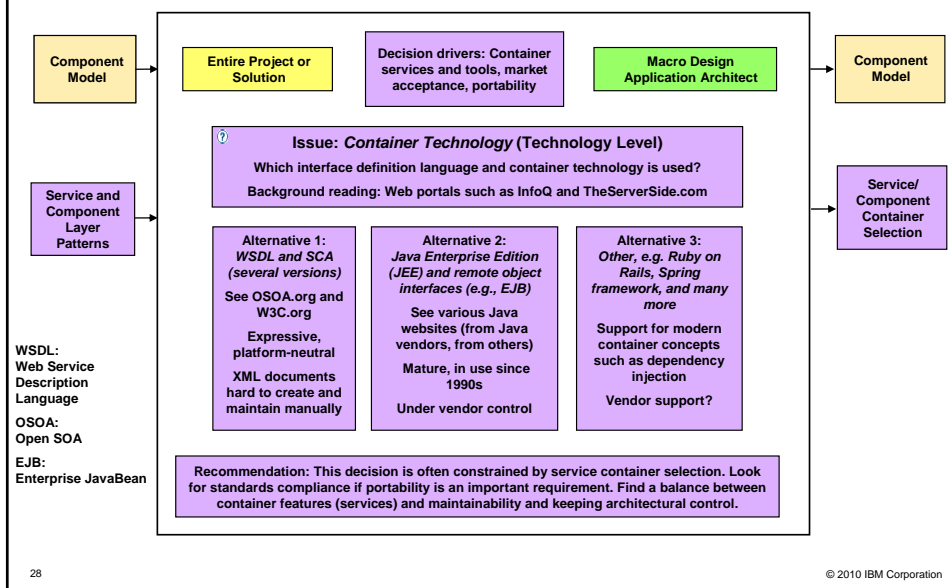 Component
Model
Entire Project or
Solution
Decision drivers: Container
services and tools, market
acceptance, portability
Macro Design
Application Architect
Component
Model
?
Issue: Container Technology (Technology Level)
Which interface definition language and container technology is used?
Background reading: Web portals such as InfoQ and TheServerSide.com
Service and
Component
Layer
Patterns
Service/
Component
Container
Selection
Alternative 1:
WSDL and SCA
(several versions)
See OSOA.org and
W3C.org
Expressive,
platform-neutral
XML documents
hard to create and
maintain manually
Alternative 2:
Java Enterprise Edition
(JEE) and remote object
interfaces (e.g., EJB)
See various Java
websites (from Java
vendors, from others)
Mature, in use since
1990s
Under vendor control
Alternative 3:
Other, e.g. Ruby on
Rails, Spring
framework, and many
more
Support for modern
container concepts
such as dependency
injection
Vendor support?
WSDL:
Web Service
Description
Language
OSOA:
Open SOA
EJB:
Enterprise JavaBean
Recommendation: This decision is often constrained by service container selection. Look
for standards compliance if portability is an important requirement. Find a balance between
container features (services) and maintainability and keeping architectural control.
28
© 2010 IBM Corporation